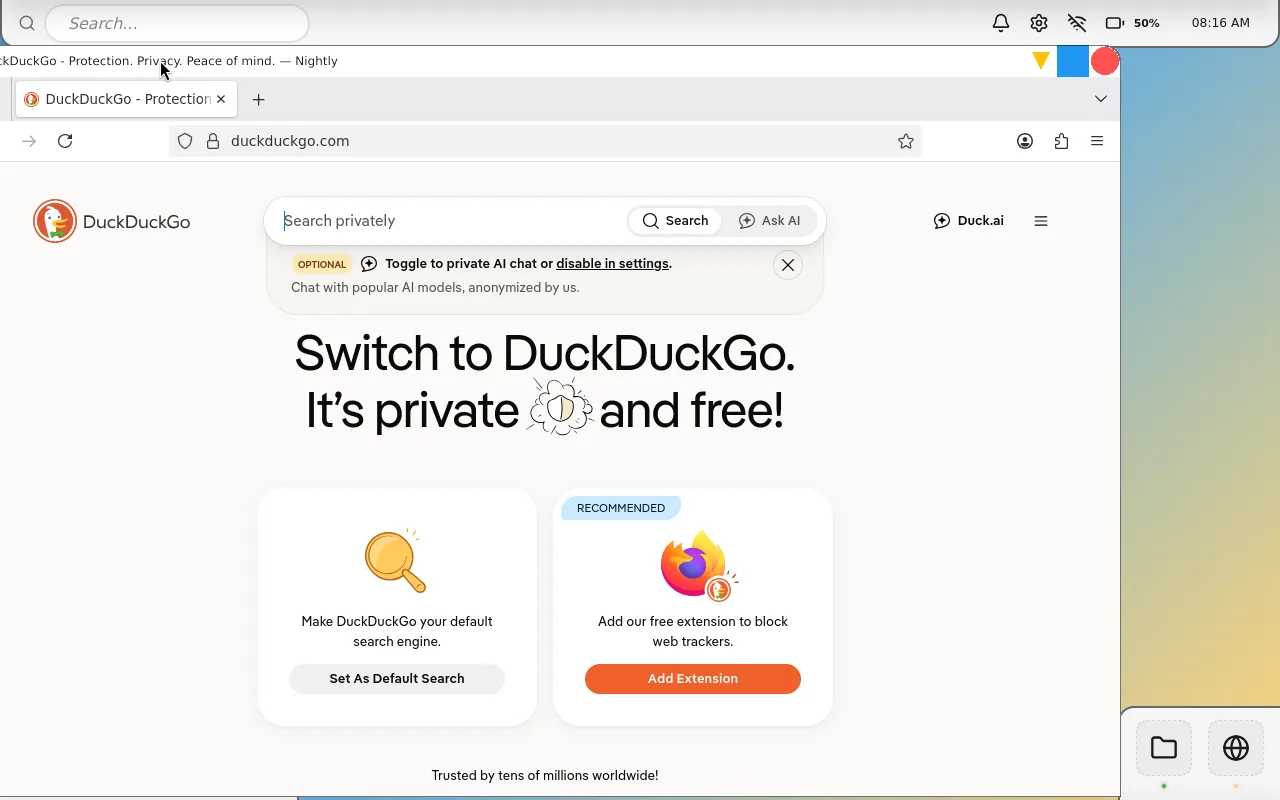 Search...
50%
08:16 AM
ckDuckGo - Protection. Privacy. Peace of mind. — Nightly
DuckDuckGo - Protection
duckduckgo.com
DuckDuckGo
Search privately
Search
Ask AI
Duck.ai
OPTIONAL
Toggle to private AI chat or disable in settings.
Chat with popular AI models, anonymized by us.
Switch to DuckDuckGo.
It's private and free!
RECOMMENDED
Make DuckDuckGo your default
search engine.
Set As Default Search
Add our free extension to block
web trackers.
Add Extension
Trusted by tens of millions worldwide!